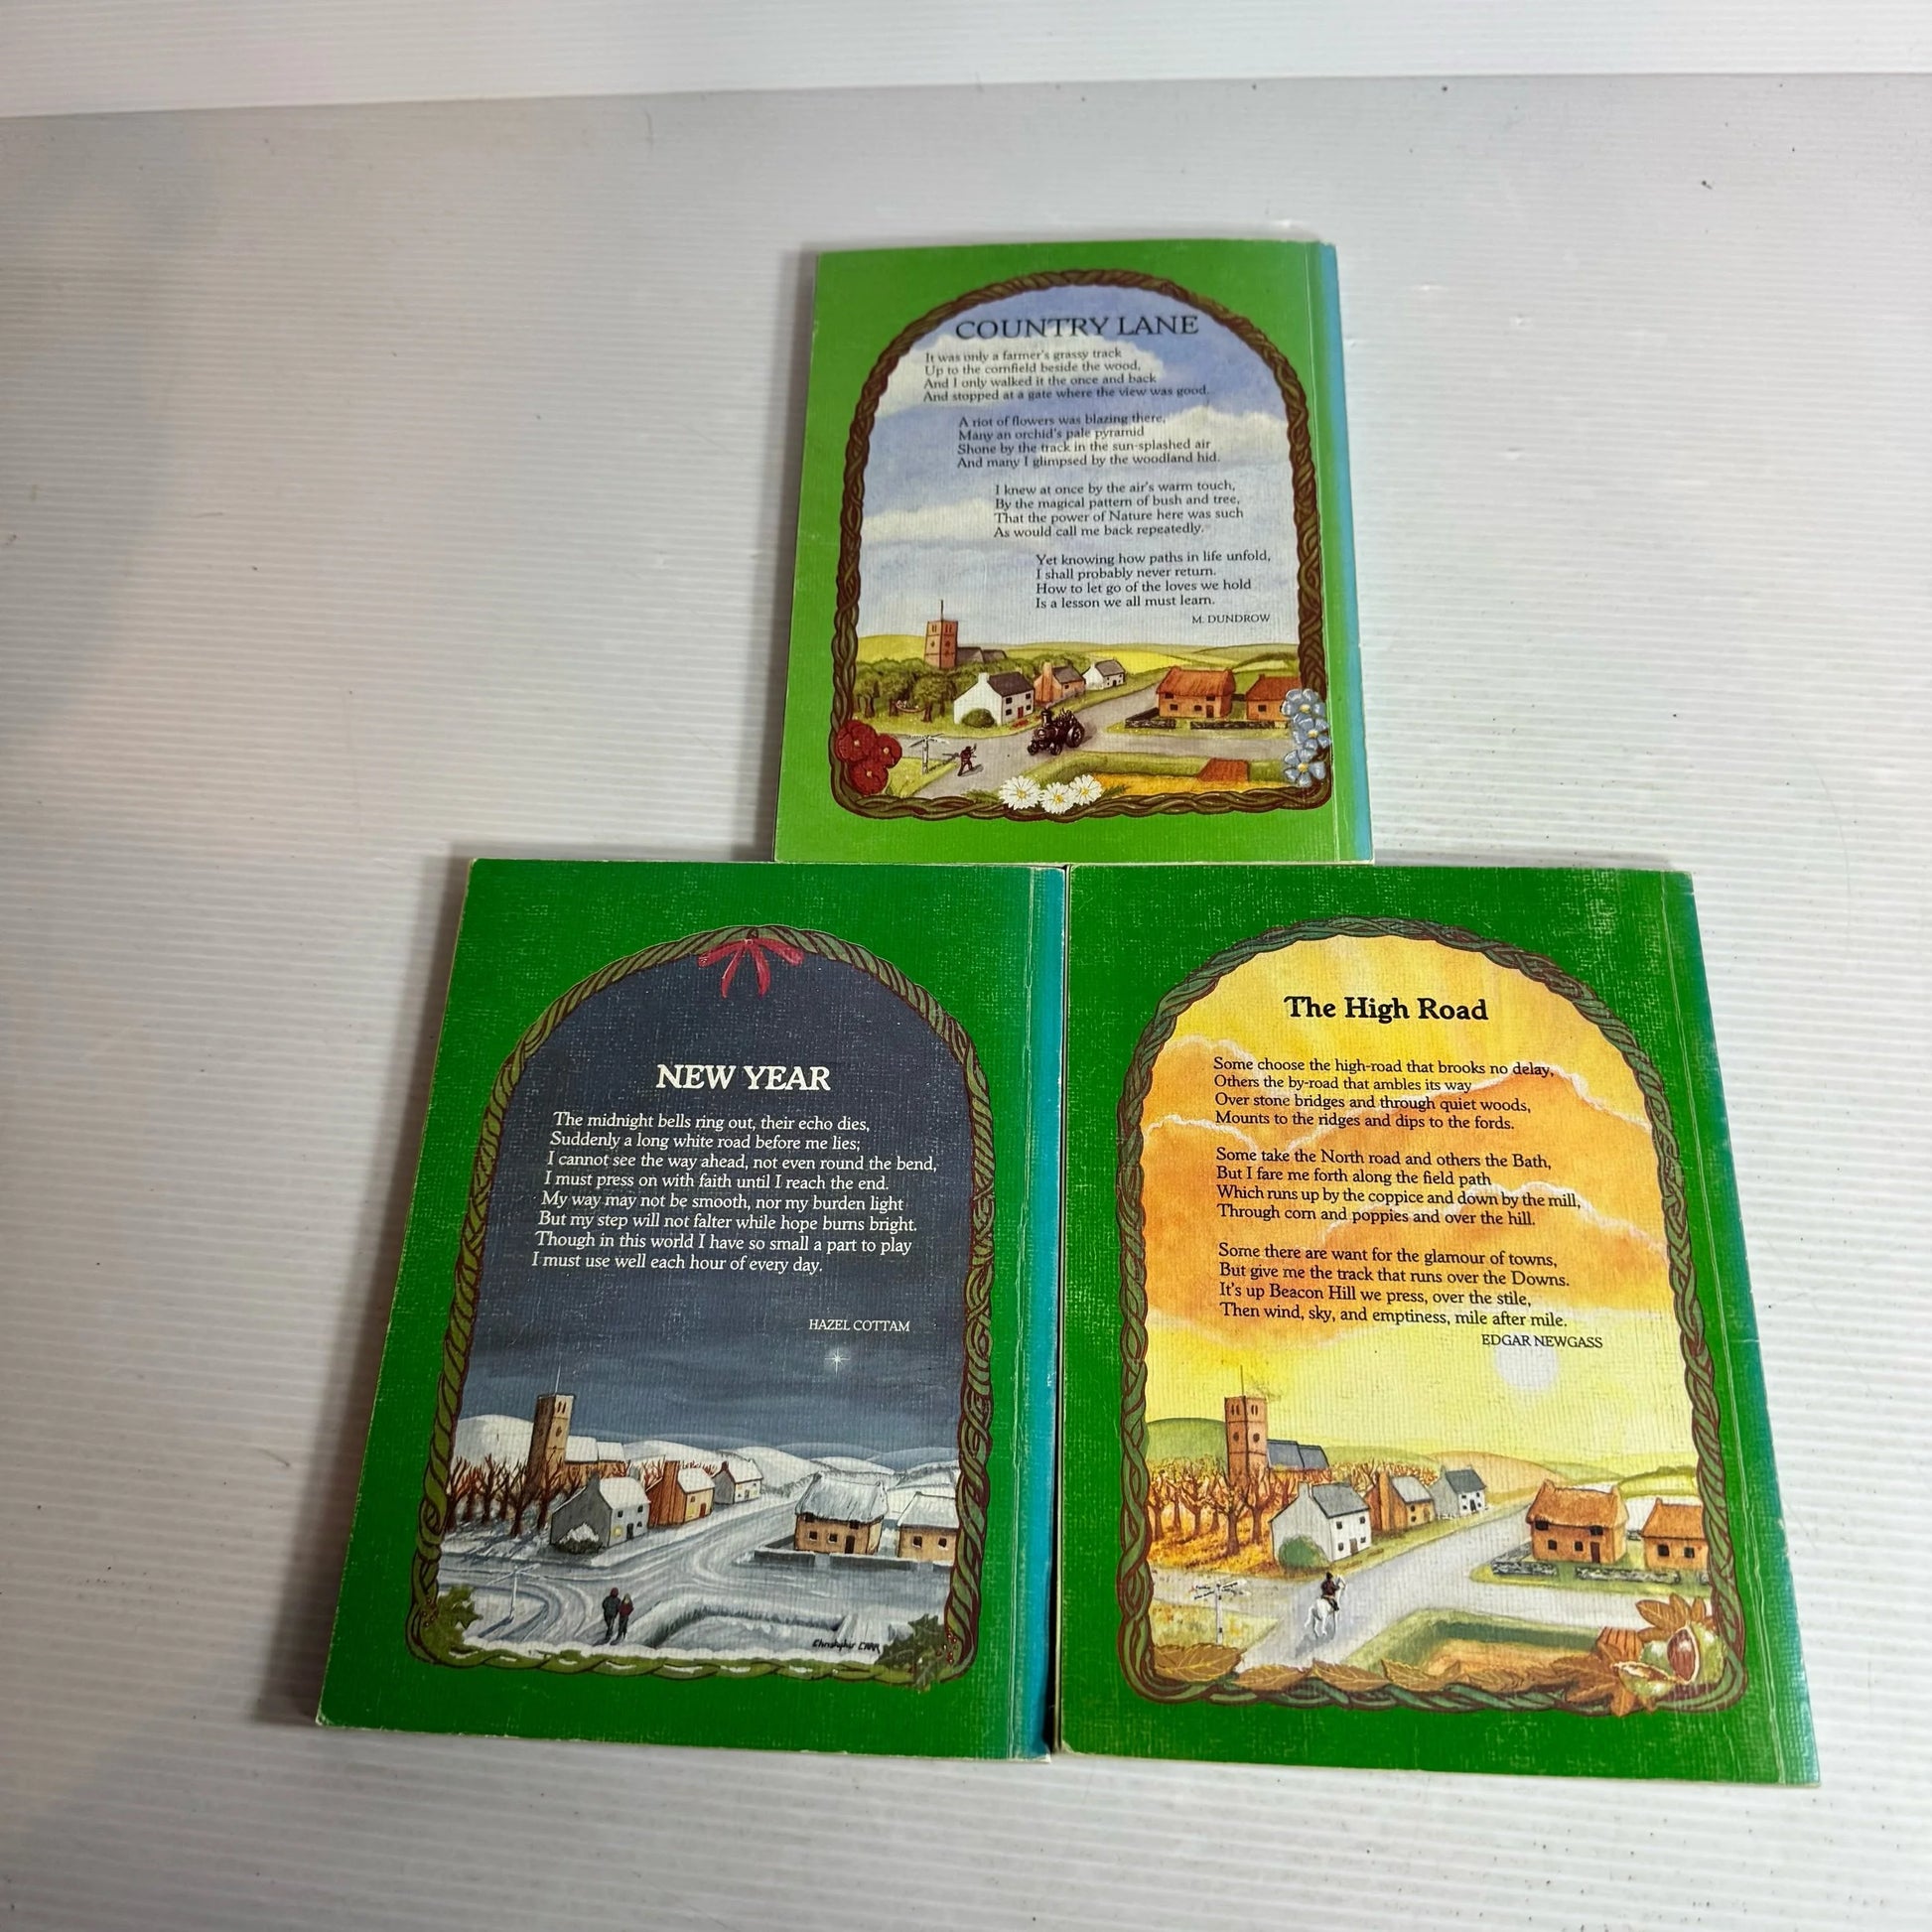 COUNTRY LANE
It was only a farmer's grassy track
Up to the cornfield beside the wood,
And I only walked it the once and back
And stopped at a gate where the view was good.
A riot of flowers was blazing there,
Many an orchid's pale pyramid
Shone by the track in the sun-splashed air
And many I glimpsed by the woodland hid.
I knew at once by the air's warm touch,
By the magical pattern of bush and tree,
That the power of Nature here was such
As would call me back repeatedly.
Yet knowing how paths in life unfold,
I shall probably never return.
How to let go of the loves we hold
Is a lesson we all must learn.
M. DUNDROW
NEW YEAR
The midnight bells ring out, their echo dies,
Suddenly a long white road before me lies;
I cannot see the way ahead, not even round the bend,
I must press on with faith until I reach the end.
My way may not be smooth, nor my burden light
But my step will not falter while hope burns bright.
Though in this world I have so small a part to play
I must use well each hour of every day.
HAZEL COTTAM
Christopher CARR
The High Road
Some choose the high-road that brooks no delay,
Others the by-road that ambles its way
Over stone bridges and through quiet woods,
Mounts to the ridges and dips to the fords.
Some take the North road and others the Bath,
But I fare me forth along the field path
Which runs up by the coppice and down by the mill,
Through corn and poppies and over the hill.
Some there are want for the glamour of towns,
But give me the track that runs over the Downs.
It's up Beacon Hill we press, over the stile,
Then wind, sky, and emptiness, mile after mile.
EDGAR NEWGASS